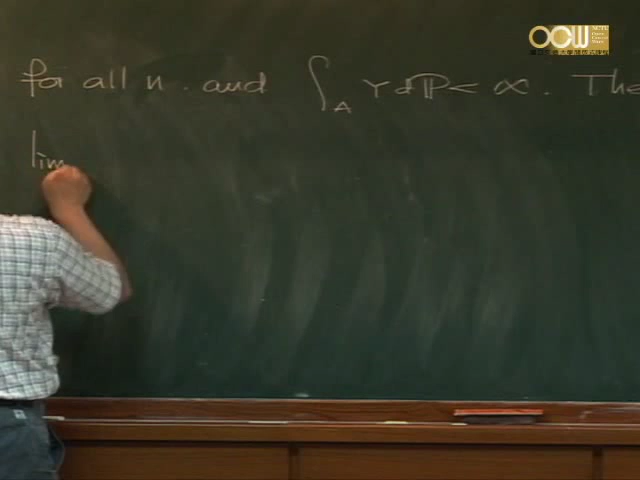 for all n. and ∫_A Y dℙ < ∞. The
lim
OCW